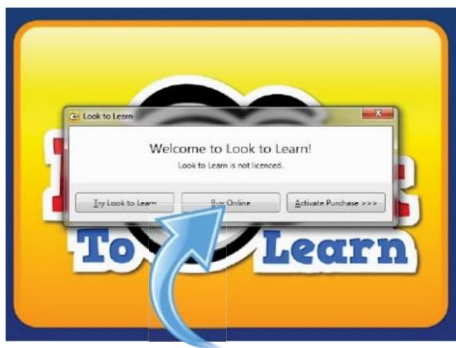 Look to Learn
Welcome to Look to Learn!
Look to Learn is not licenced.
Try Look to Learn
Buy Online
Activate Purchase >>>
To Learn